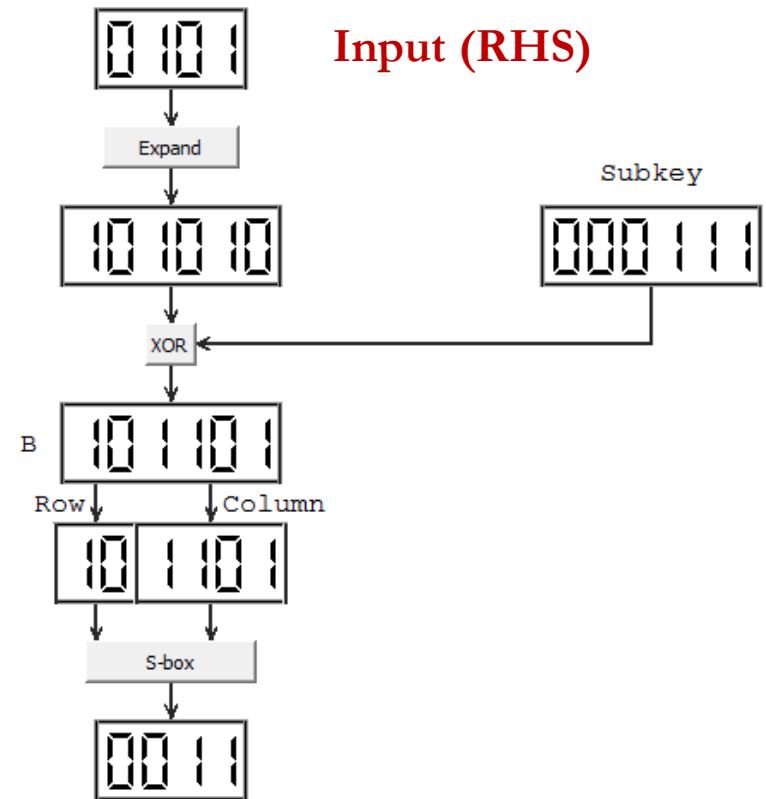 0101
Input (RHS)
Expand
Subkey
101010
000111
XOR
B
101101
Row
Column
10
1101
S-box
0011